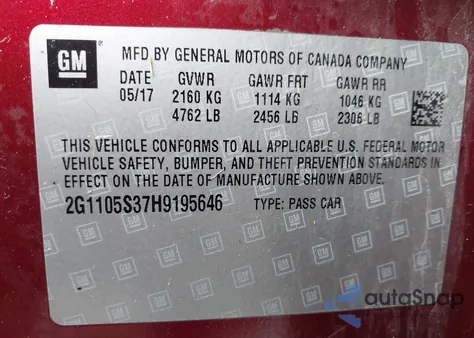 GM
MFD BY GENERAL MOTORS OF CANADA COMPANY
DATE GVWR GAWR FRT GAWR RR
05/17 2160 KG 1114 KG 1046 KG
4762 LB 2456 LB 2306 LB
THIS VEHICLE CONFORMS TO ALL APPLICABLE U.S. FEDERAL MOTOR
VEHICLE SAFETY, BUMPER, AND THEFT PREVENTION STANDARDS IN
EFFECT ON THE DATE OF MANUFACTURE SHOWN ABOVE.
2G1105S37H9195646 TYPE: PASS CAR
autoSnap